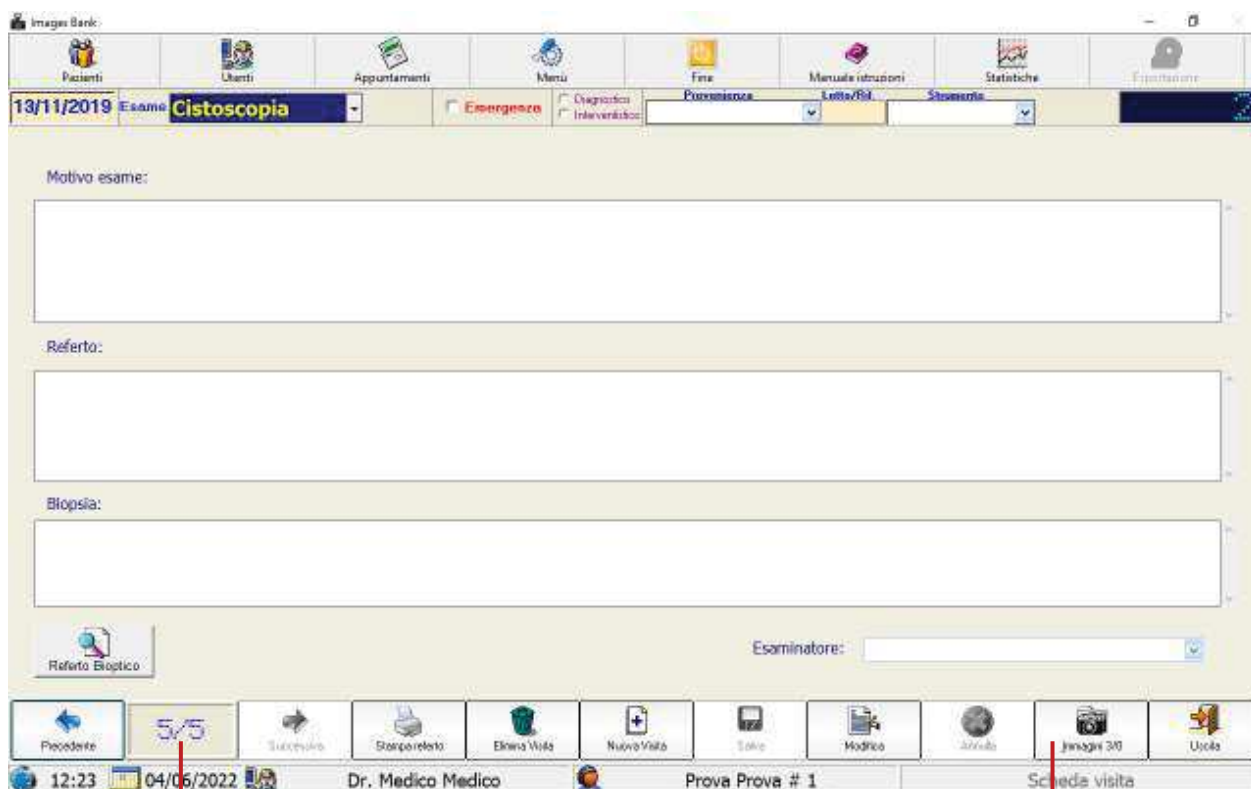 Images Bank
Pazienti Utenti Appuntamenti Menù Fine Manuale istruzioni Statistiche Esportazione
13/11/2019 Esame Cistoscopia Emergenza Diagnostico Provenienza Lotto/Rif. Strumento
Interventistico
Motivo esame:
Referto:
Biopsia:
Referto Bioptico Esaminatore:
5/5
Precedente Successivo Stampa referto Elimina Visita Nuova Visita Salva Modifica Annulla Immagini 3/0 Uscita
12:23 04/06/2022 Dr. Medico Medico Prova Prova # 1 Scheda visita